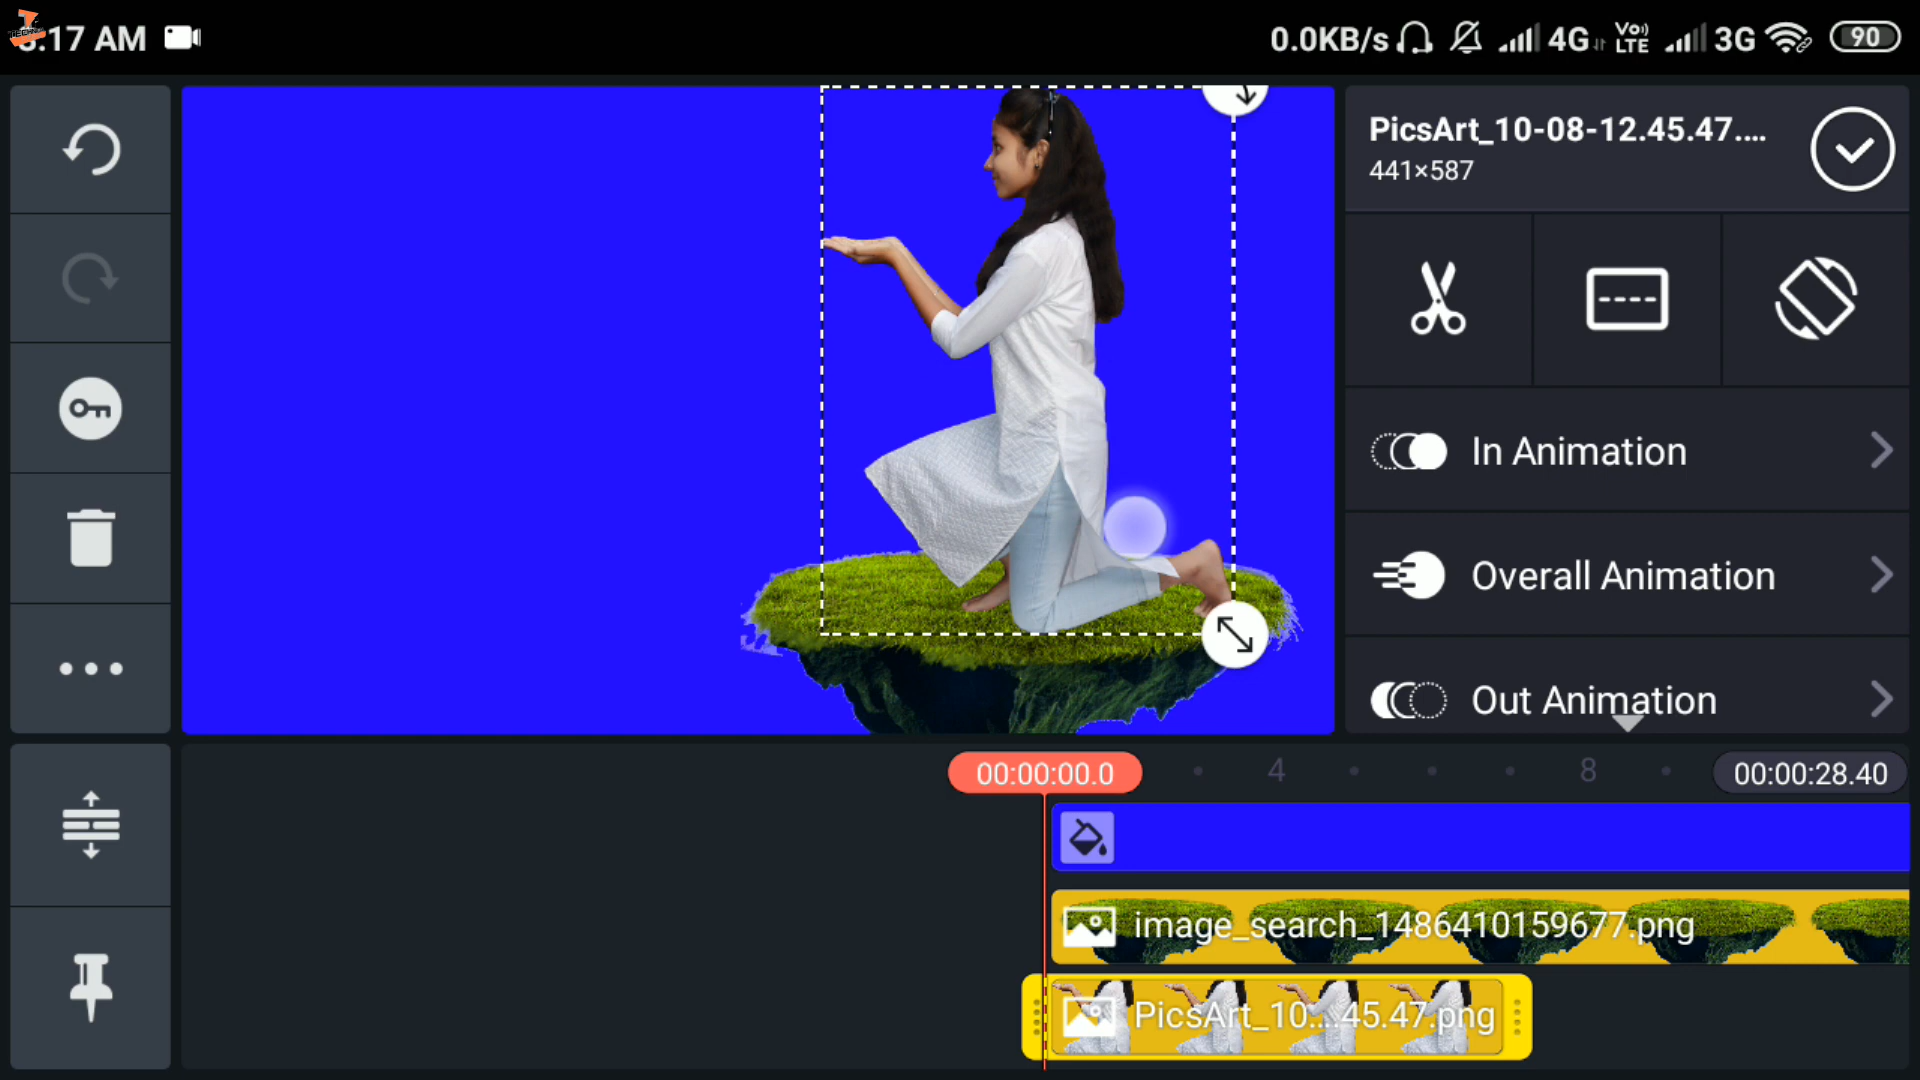 8:17 AM
0.0KB/s 4G Vo) LTE 3G 90
PicsArt_10-08-12.45.47....
441×587
In Animation
Overall Animation
Out Animation
00:00:00.0 4 8 00:00:28.40
image_search_1486410159677.png
PicsArt_10....45.47.png